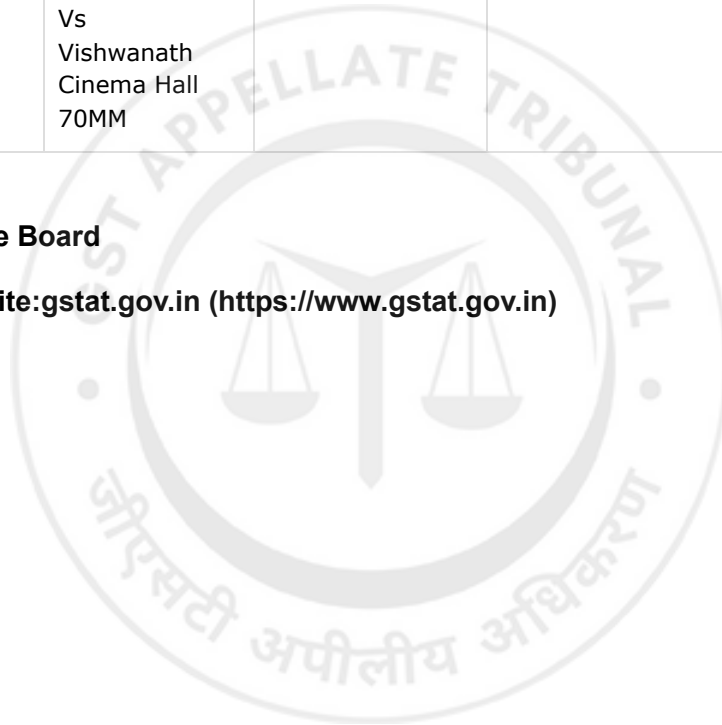 Vs
Vishwanath
Cinema Hall
70MM
e Board
ite:gstat.gov.in (https://www.gstat.gov.in)
GST APPELLATE TRIBUNAL
जीएसटी अपीलीय अधिकरण